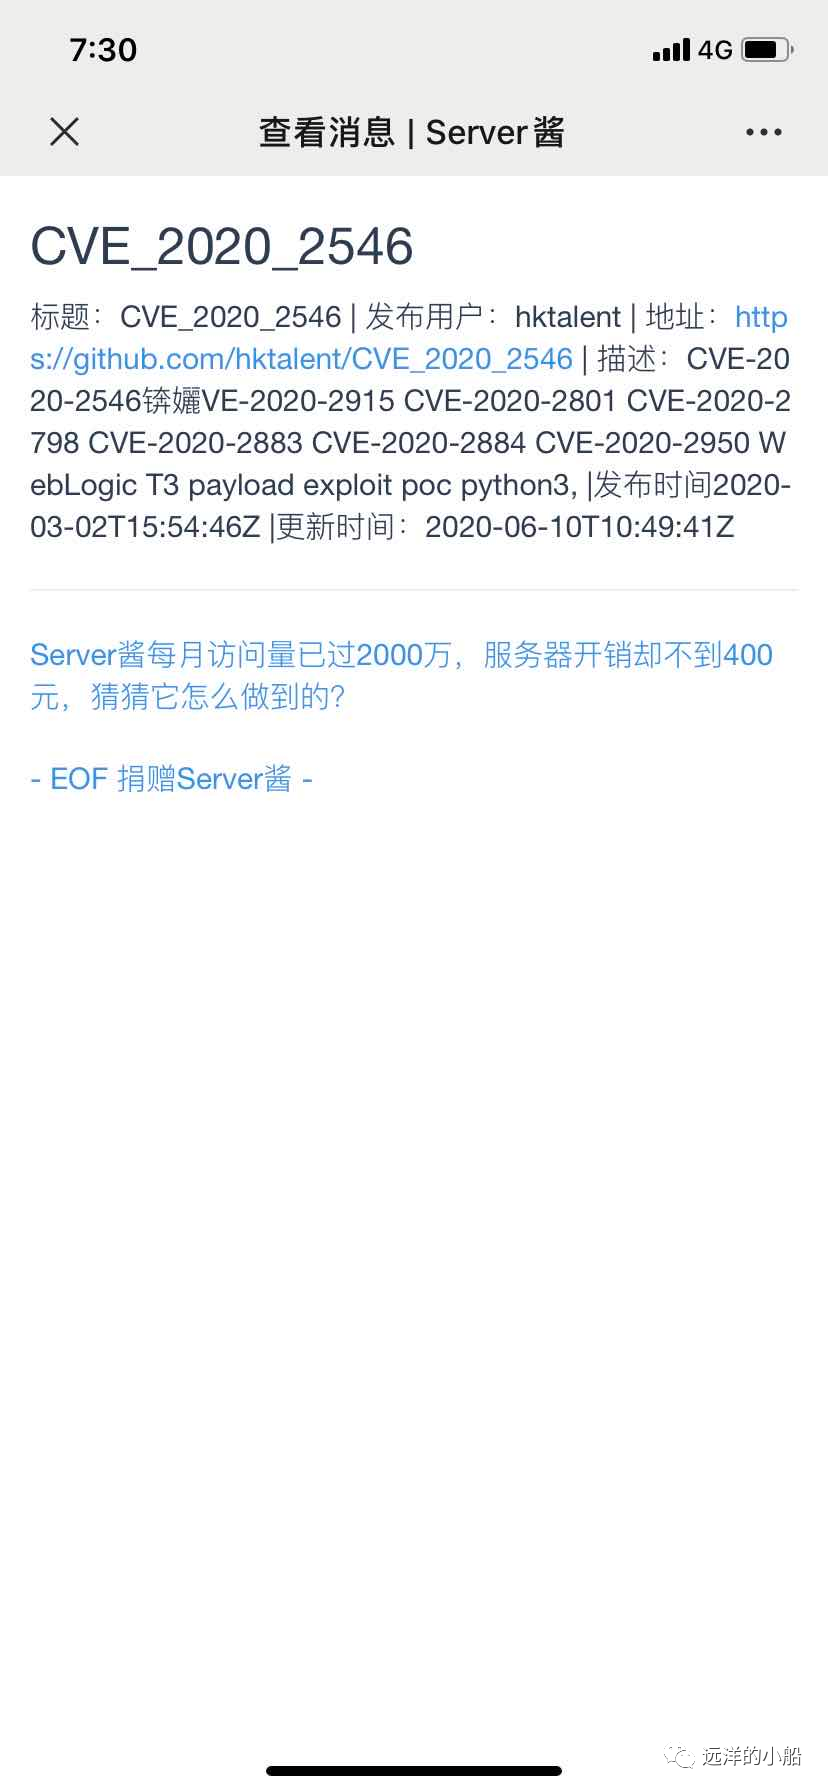 7:30
4G
查看消息 | Server酱
CVE_2020_2546
标题：CVE_2020_2546 | 发布用户：hktalent | 地址：http
s://github.com/hktalent/CVE_2020_2546 | 描述：CVE-20
20-2546锛孋VE-2020-2915 CVE-2020-2801 CVE-2020-2
798 CVE-2020-2883 CVE-2020-2884 CVE-2020-2950 W
ebLogic T3 payload exploit poc python3, |发布时间2020-
03-02T15:54:46Z |更新时间：2020-06-10T10:49:41Z
Server酱每月访问量已过2000万，服务器开销却不到400
元，猜猜它怎么做到的？
- EOF 捐赠Server酱 -
远洋的小船